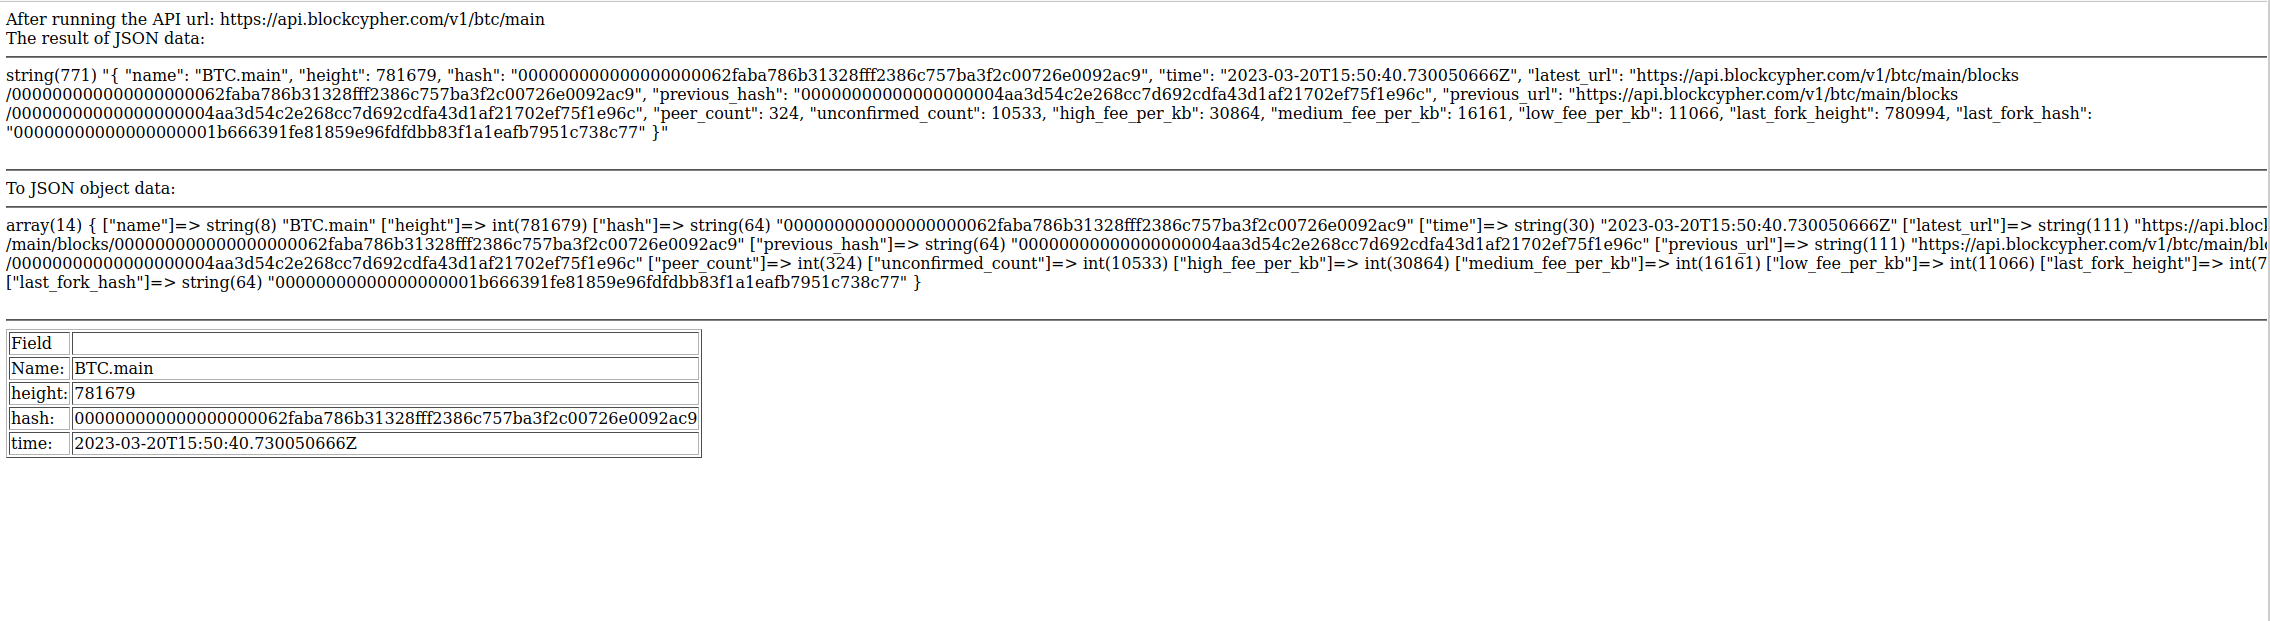 After running the API url: https://api.blockcypher.com/v1/btc/main
The result of JSON data:
string(771) "{ "name": "BTC.main", "height": 781679, "hash": "000000000000000000062faba786b31328fff2386c757ba3f2c00726e0092ac9", "time": "2023-03-20T15:50:40.730050666Z", "latest_url": "https://api.blockcypher.com/v1/btc/main/blocks
/000000000000000000062faba786b31328fff2386c757ba3f2c00726e0092ac9", "previous_hash": "00000000000000000004aa3d54c2e268cc7d692cdfa43d1af21702ef75f1e96c", "previous_url": "https://api.blockcypher.com/v1/btc/main/blocks
/00000000000000000004aa3d54c2e268cc7d692cdfa43d1af21702ef75f1e96c", "peer_count": 324, "unconfirmed_count": 10533, "high_fee_per_kb": 30864, "medium_fee_per_kb": 16161, "low_fee_per_kb": 11066, "last_fork_height": 780994, "last_fork_hash":
"00000000000000000001b666391fe81859e96fdfdbb83f1a1eafb7951c738c77" }"
To JSON object data:
array(14) { ["name"]=> string(8) "BTC.main" ["height"]=> int(781679) ["hash"]=> string(64) "000000000000000000062faba786b31328fff2386c757ba3f2c00726e0092ac9" ["time"]=> string(30) "2023-03-20T15:50:40.730050666Z" ["latest_url"]=> string(111) "https://api.block
/main/blocks/000000000000000000062faba786b31328fff2386c757ba3f2c00726e0092ac9" ["previous_hash"]=> string(64) "00000000000000000004aa3d54c2e268cc7d692cdfa43d1af21702ef75f1e96c" ["previous_url"]=> string(111) "https://api.blockcypher.com/v1/btc/main/blo
/00000000000000000004aa3d54c2e268cc7d692cdfa43d1af21702ef75f1e96c" ["peer_count"]=> int(324) ["unconfirmed_count"]=> int(10533) ["high_fee_per_kb"]=> int(30864) ["medium_fee_per_kb"]=> int(16161) ["low_fee_per_kb"]=> int(11066) ["last_fork_height"]=> int(7
["last_fork_hash"]=> string(64) "00000000000000000001b666391fe81859e96fdfdbb83f1a1eafb7951c738c77" }
Field
Name: BTC.main
height: 781679
hash: 000000000000000000062faba786b31328fff2386c757ba3f2c00726e0092ac9
time: 2023-03-20T15:50:40.730050666Z